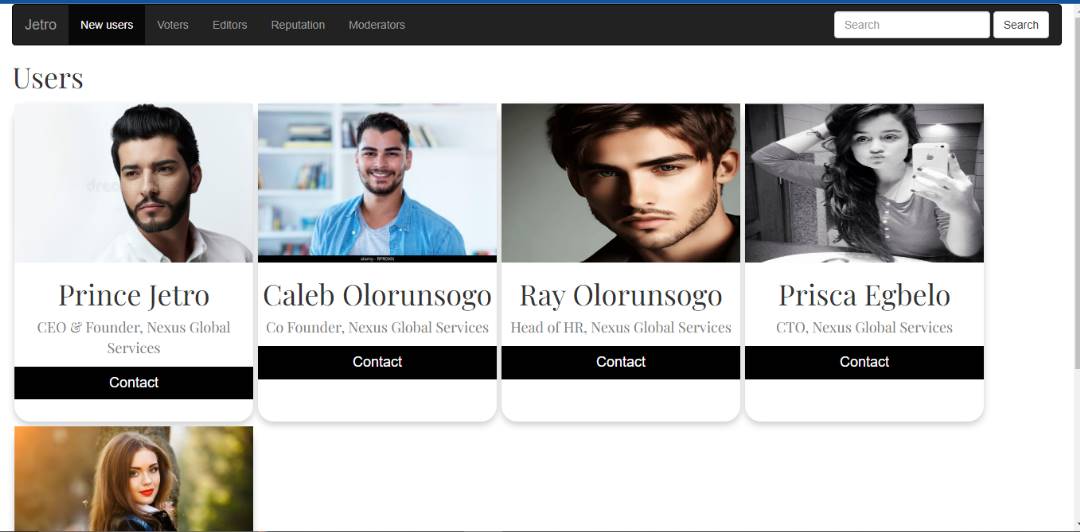 Jetro New users Voters Editors Reputation Moderators Search Search
Users
Prince Jetro
CEO & Founder, Nexus Global
Services
Contact
Caleb Olorunsogo
Co Founder, Nexus Global Services
Contact
Ray Olorunsogo
Head of HR, Nexus Global Services
Contact
Prisca Egbelo
CTO, Nexus Global Services
Contact